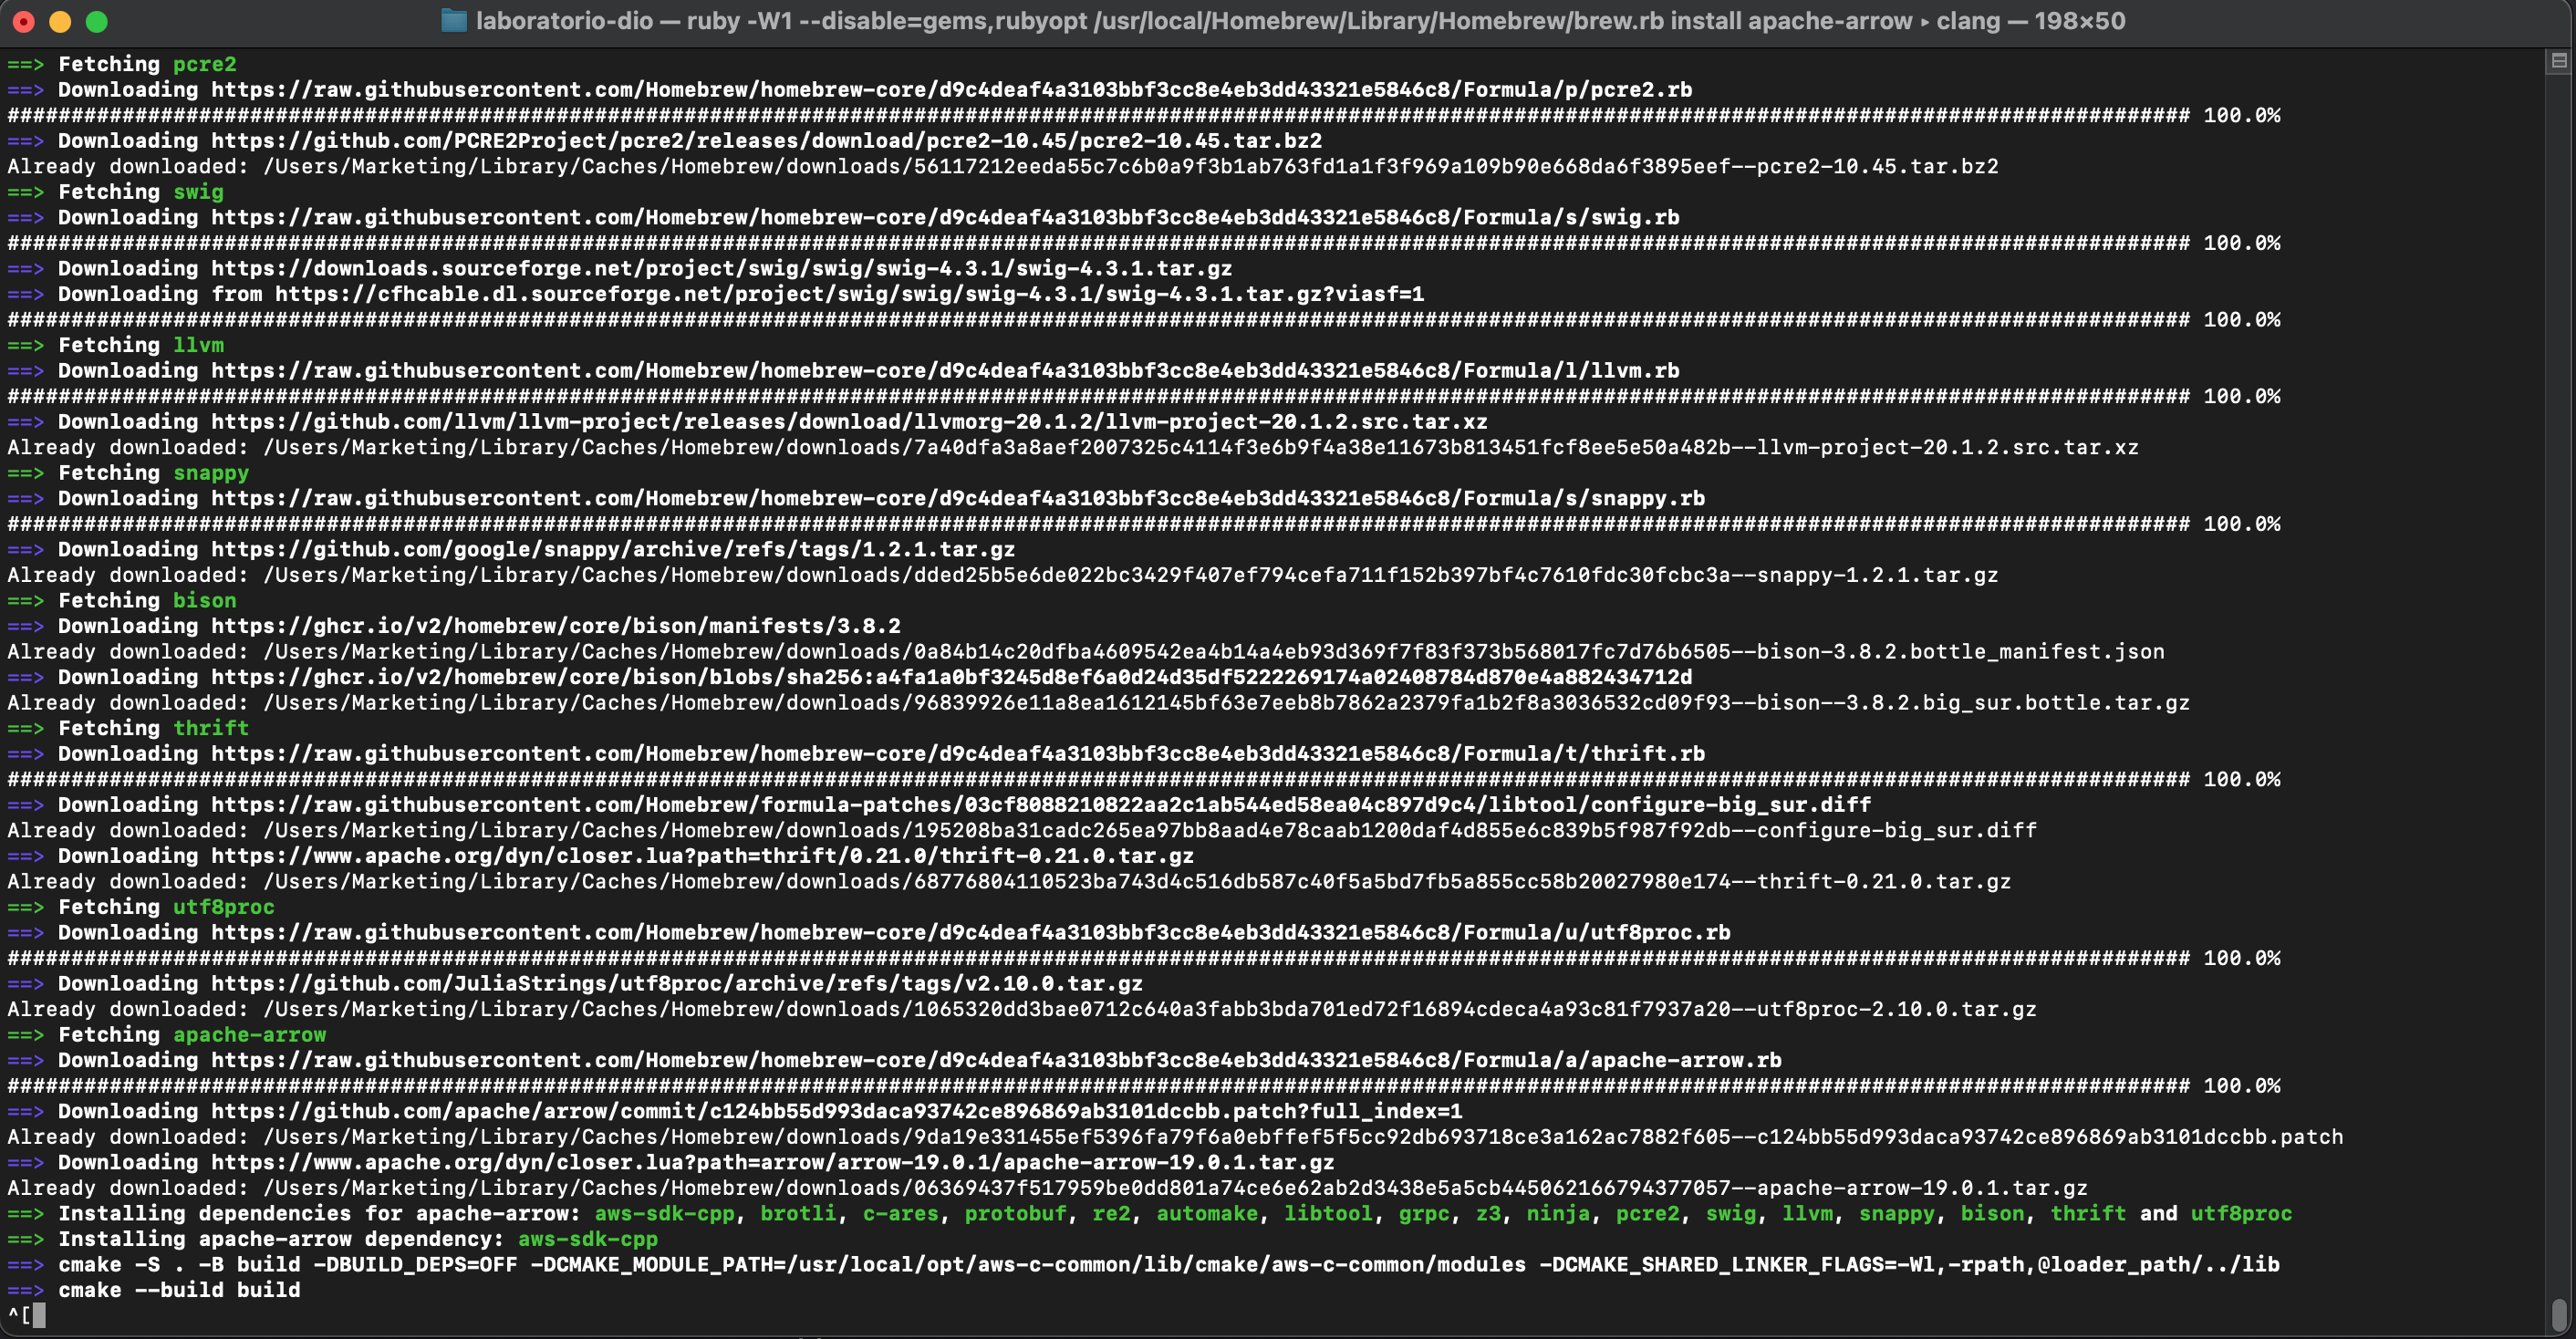 laboratorio-dio — ruby -W1 --disable=gems,rubyopt /usr/local/Homebrew/Library/Homebrew/brew.rb install apache-arrow ▸ clang — 198×50
==> Fetching pcre2
==> Downloading https://raw.githubusercontent.com/Homebrew/homebrew-core/d9c4deaf4a3103bbf3cc8e4eb3dd43321e5846c8/Formula/p/pcre2.rb
########################################################################################################################################################################### 100.0%
==> Downloading https://github.com/PCRE2Project/pcre2/releases/download/pcre2-10.45/pcre2-10.45.tar.bz2
Already downloaded: /Users/Marketing/Library/Caches/Homebrew/downloads/56117212eeda55c7c6b0a9f3b1ab763fd1a1f3f969a109b90e668da6f3895eef--pcre2-10.45.tar.bz2
==> Fetching swig
==> Downloading https://raw.githubusercontent.com/Homebrew/homebrew-core/d9c4deaf4a3103bbf3cc8e4eb3dd43321e5846c8/Formula/s/swig.rb
########################################################################################################################################################################### 100.0%
==> Downloading https://downloads.sourceforge.net/project/swig/swig/swig-4.3.1/swig-4.3.1.tar.gz
==> Downloading from https://cfhcable.dl.sourceforge.net/project/swig/swig/swig-4.3.1/swig-4.3.1.tar.gz?viasf=1
########################################################################################################################################################################### 100.0%
==> Fetching llvm
==> Downloading https://raw.githubusercontent.com/Homebrew/homebrew-core/d9c4deaf4a3103bbf3cc8e4eb3dd43321e5846c8/Formula/l/llvm.rb
########################################################################################################################################################################### 100.0%
==> Downloading https://github.com/llvm/llvm-project/releases/download/llvmorg-20.1.2/llvm-project-20.1.2.src.tar.xz
Already downloaded: /Users/Marketing/Library/Caches/Homebrew/downloads/7a40dfa3a8aef2007325c4114f3e6b9f4a38e11673b813451fcf8ee5e50a482b--llvm-project-20.1.2.src.tar.xz
==> Fetching snappy
==> Downloading https://raw.githubusercontent.com/Homebrew/homebrew-core/d9c4deaf4a3103bbf3cc8e4eb3dd43321e5846c8/Formula/s/snappy.rb
########################################################################################################################################################################### 100.0%
==> Downloading https://github.com/google/snappy/archive/refs/tags/1.2.1.tar.gz
Already downloaded: /Users/Marketing/Library/Caches/Homebrew/downloads/dded25b5e6de022bc3429f407ef794cefa711f152b397bf4c7610fdc30fcbc3a--snappy-1.2.1.tar.gz
==> Fetching bison
==> Downloading https://ghcr.io/v2/homebrew/core/bison/manifests/3.8.2
Already downloaded: /Users/Marketing/Library/Caches/Homebrew/downloads/0a84b14c20dfba4609542ea4b14a4eb93d369f7f83f373b568017fc7d76b6505--bison-3.8.2.bottle_manifest.json
==> Downloading https://ghcr.io/v2/homebrew/core/bison/blobs/sha256:a4fa1a0bf3245d8ef6a0d24d35df5222269174a02408784d870e4a882434712d
Already downloaded: /Users/Marketing/Library/Caches/Homebrew/downloads/96839926e11a8ea1612145bf63e7eeb8b7862a2379fa1b2f8a3036532cd09f93--bison--3.8.2.big_sur.bottle.tar.gz
==> Fetching thrift
==> Downloading https://raw.githubusercontent.com/Homebrew/homebrew-core/d9c4deaf4a3103bbf3cc8e4eb3dd43321e5846c8/Formula/t/thrift.rb
########################################################################################################################################################################### 100.0%
==> Downloading https://raw.githubusercontent.com/Homebrew/formula-patches/03cf8088210822aa2c1ab544ed58ea04c897d9c4/libtool/configure-big_sur.diff
Already downloaded: /Users/Marketing/Library/Caches/Homebrew/downloads/195208ba31cadc265ea97bb8aad4e78caab1200daf4d855e6c839b5f987f92db--configure-big_sur.diff
==> Downloading https://www.apache.org/dyn/closer.lua?path=thrift/0.21.0/thrift-0.21.0.tar.gz
Already downloaded: /Users/Marketing/Library/Caches/Homebrew/downloads/68776804110523ba743d4c516db587c40f5a5bd7fb5a855cc58b20027980e174--thrift-0.21.0.tar.gz
==> Fetching utf8proc
==> Downloading https://raw.githubusercontent.com/Homebrew/homebrew-core/d9c4deaf4a3103bbf3cc8e4eb3dd43321e5846c8/Formula/u/utf8proc.rb
########################################################################################################################################################################### 100.0%
==> Downloading https://github.com/JuliaStrings/utf8proc/archive/refs/tags/v2.10.0.tar.gz
Already downloaded: /Users/Marketing/Library/Caches/Homebrew/downloads/1065320dd3bae0712c640a3fabb3bda701ed72f16894cdeca4a93c81f7937a20--utf8proc-2.10.0.tar.gz
==> Fetching apache-arrow
==> Downloading https://raw.githubusercontent.com/Homebrew/homebrew-core/d9c4deaf4a3103bbf3cc8e4eb3dd43321e5846c8/Formula/a/apache-arrow.rb
########################################################################################################################################################################### 100.0%
==> Downloading https://github.com/apache/arrow/commit/c124bb55d993daca93742ce896869ab3101dccbb.patch?full_index=1
Already downloaded: /Users/Marketing/Library/Caches/Homebrew/downloads/9da19e331455ef5396fa79f6a0ebffef5f5cc92db693718ce3a162ac7882f605--c124bb55d993daca93742ce896869ab3101dccbb.patch
==> Downloading https://www.apache.org/dyn/closer.lua?path=arrow/arrow-19.0.1/apache-arrow-19.0.1.tar.gz
Already downloaded: /Users/Marketing/Library/Caches/Homebrew/downloads/06369437f517959be0dd801a74ce6e62ab2d3438e5a5cb445062166794377057--apache-arrow-19.0.1.tar.gz
==> Installing dependencies for apache-arrow: aws-sdk-cpp, brotli, c-ares, protobuf, re2, automake, libtool, grpc, z3, ninja, pcre2, swig, llvm, snappy, bison, thrift and utf8proc
==> Installing apache-arrow dependency: aws-sdk-cpp
==> cmake -S . -B build -DBUILD_DEPS=OFF -DCMAKE_MODULE_PATH=/usr/local/opt/aws-c-common/lib/cmake/aws-c-common/modules -DCMAKE_SHARED_LINKER_FLAGS=-Wl,-rpath,@loader_path/../lib
==> cmake --build build
^[